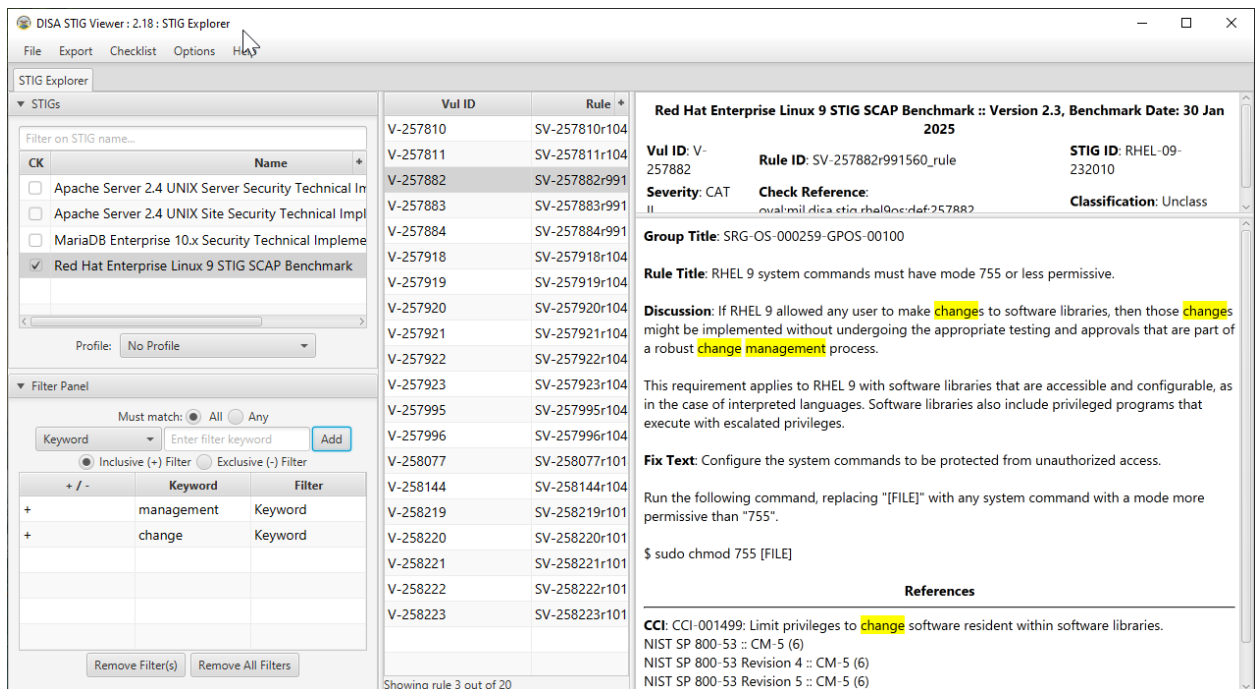 DISA STIG Viewer : 2.18 : STIG Explorer
File Export Checklist Options Help
STIG Explorer
STIGs
Filter on STIG name...
CK Name +
Apache Server 2.4 UNIX Server Security Technical Im
Apache Server 2.4 UNIX Site Security Technical Impl
MariaDB Enterprise 10.x Security Technical Impleme
Red Hat Enterprise Linux 9 STIG SCAP Benchmark
Profile: No Profile
Filter Panel
Must match: All Any
Keyword Enter filter keyword Add
Inclusive (+) Filter Exclusive (-) Filter
+ / - Keyword Filter
+ management Keyword
+ change Keyword
Remove Filter(s) Remove All Filters
Vul ID Rule +
V-257810 SV-257810r104
V-257811 SV-257811r104
V-257882 SV-257882r991
V-257883 SV-257883r991
V-257884 SV-257884r991
V-257918 SV-257918r104
V-257919 SV-257919r104
V-257920 SV-257920r104
V-257921 SV-257921r104
V-257922 SV-257922r104
V-257923 SV-257923r104
V-257995 SV-257995r104
V-257996 SV-257996r104
V-258077 SV-258077r101
V-258144 SV-258144r104
V-258219 SV-258219r101
V-258220 SV-258220r101
V-258221 SV-258221r101
V-258222 SV-258222r101
V-258223 SV-258223r101
Showing rule 3 out of 20
Red Hat Enterprise Linux 9 STIG SCAP Benchmark :: Version 2.3, Benchmark Date: 30 Jan
2025
Vul ID: V-
257882
Rule ID: SV-257882r991560_rule
STIG ID: RHEL-09-
232010
Severity: CAT
II
Check Reference:
oval:mil.disa.stig.rhel9os:def:257882
Classification: Unclass
Group Title: SRG-OS-000259-GPOS-00100
Rule Title: RHEL 9 system commands must have mode 755 or less permissive.
Discussion: If RHEL 9 allowed any user to make changes to software libraries, then those changes
might be implemented without undergoing the appropriate testing and approvals that are part of
a robust change management process.
This requirement applies to RHEL 9 with software libraries that are accessible and configurable, as
in the case of interpreted languages. Software libraries also include privileged programs that
execute with escalated privileges.
Fix Text: Configure the system commands to be protected from unauthorized access.
Run the following command, replacing "[FILE]" with any system command with a mode more
permissive than "755".
$ sudo chmod 755 [FILE]
References
CCI: CCI-001499: Limit privileges to change software resident within software libraries.
NIST SP 800-53 :: CM-5 (6)
NIST SP 800-53 Revision 4 :: CM-5 (6)
NIST SP 800-53 Revision 5 :: CM-5 (6)